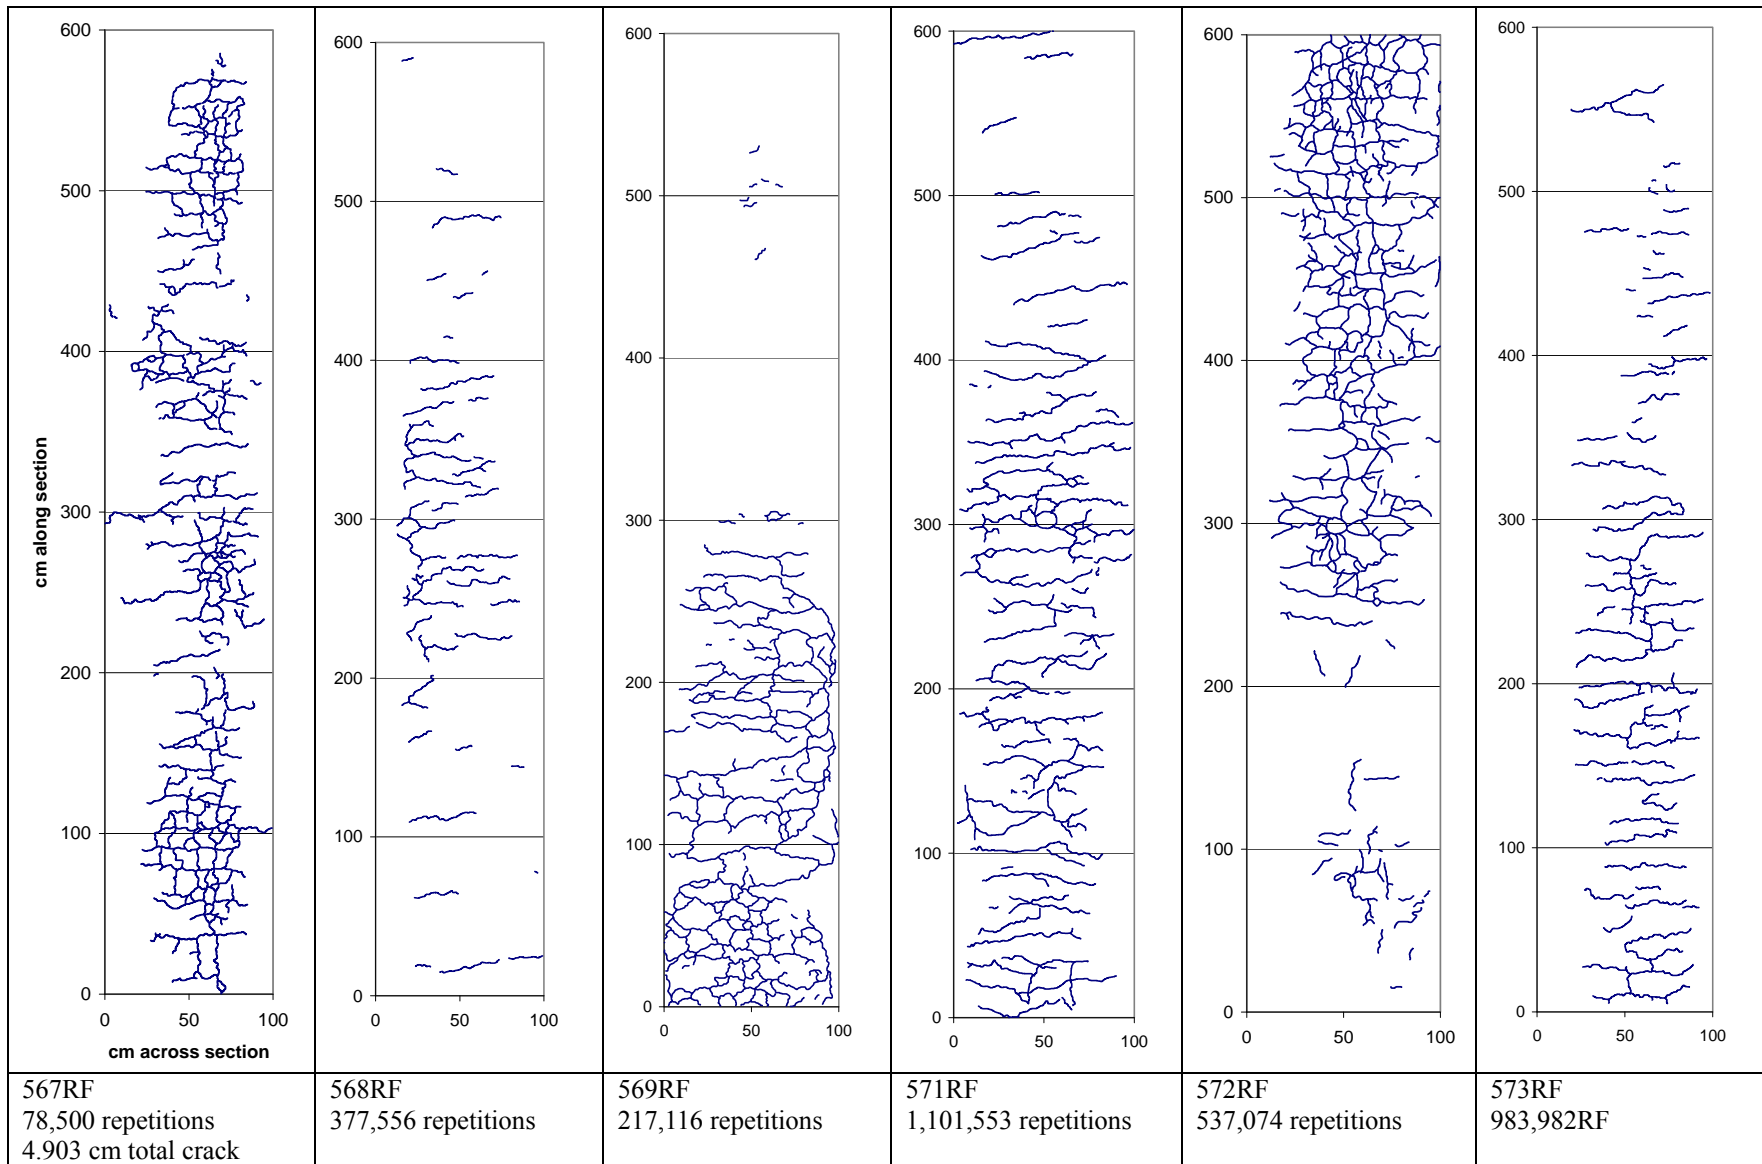 cm along section
600
500
400
300
200
100
0
0 50 100
cm across section
600
500
400
300
200
100
0
0 50 100
600
500
400
300
200
100
0
0 50 100
600
500
400
300
200
100
0
0 50 100
600
500
400
300
200
100
0
0 50 100
600
500
400
300
200
100
0
0 50 100
567RF
78,500 repetitions
4.903 cm total crack
568RF
377,556 repetitions
569RF
217,116 repetitions
571RF
1,101,553 repetitions
572RF
537,074 repetitions
573RF
983,982RF